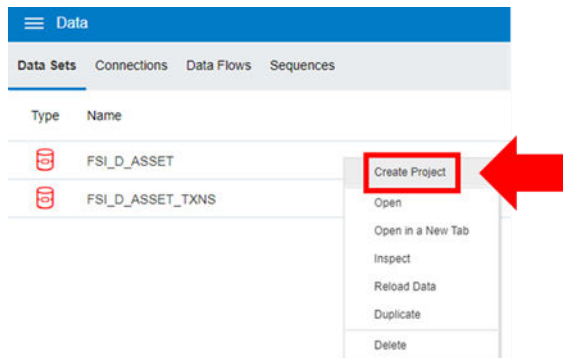 Data
Data Sets Connections Data Flows Sequences
Type Name
FSI_D_ASSET
FSI_D_ASSET_TXNS
Create Project
Open
Open in a New Tab
Inspect
Reload Data
Duplicate
Delete